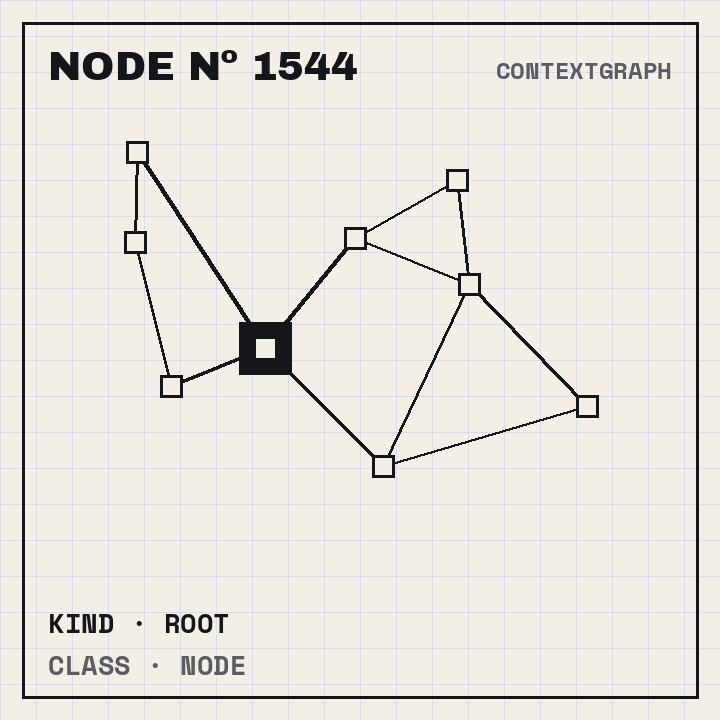 NODE Nº 1544
CONTEXTGRAPH
KIND · ROOT
CLASS · NODE